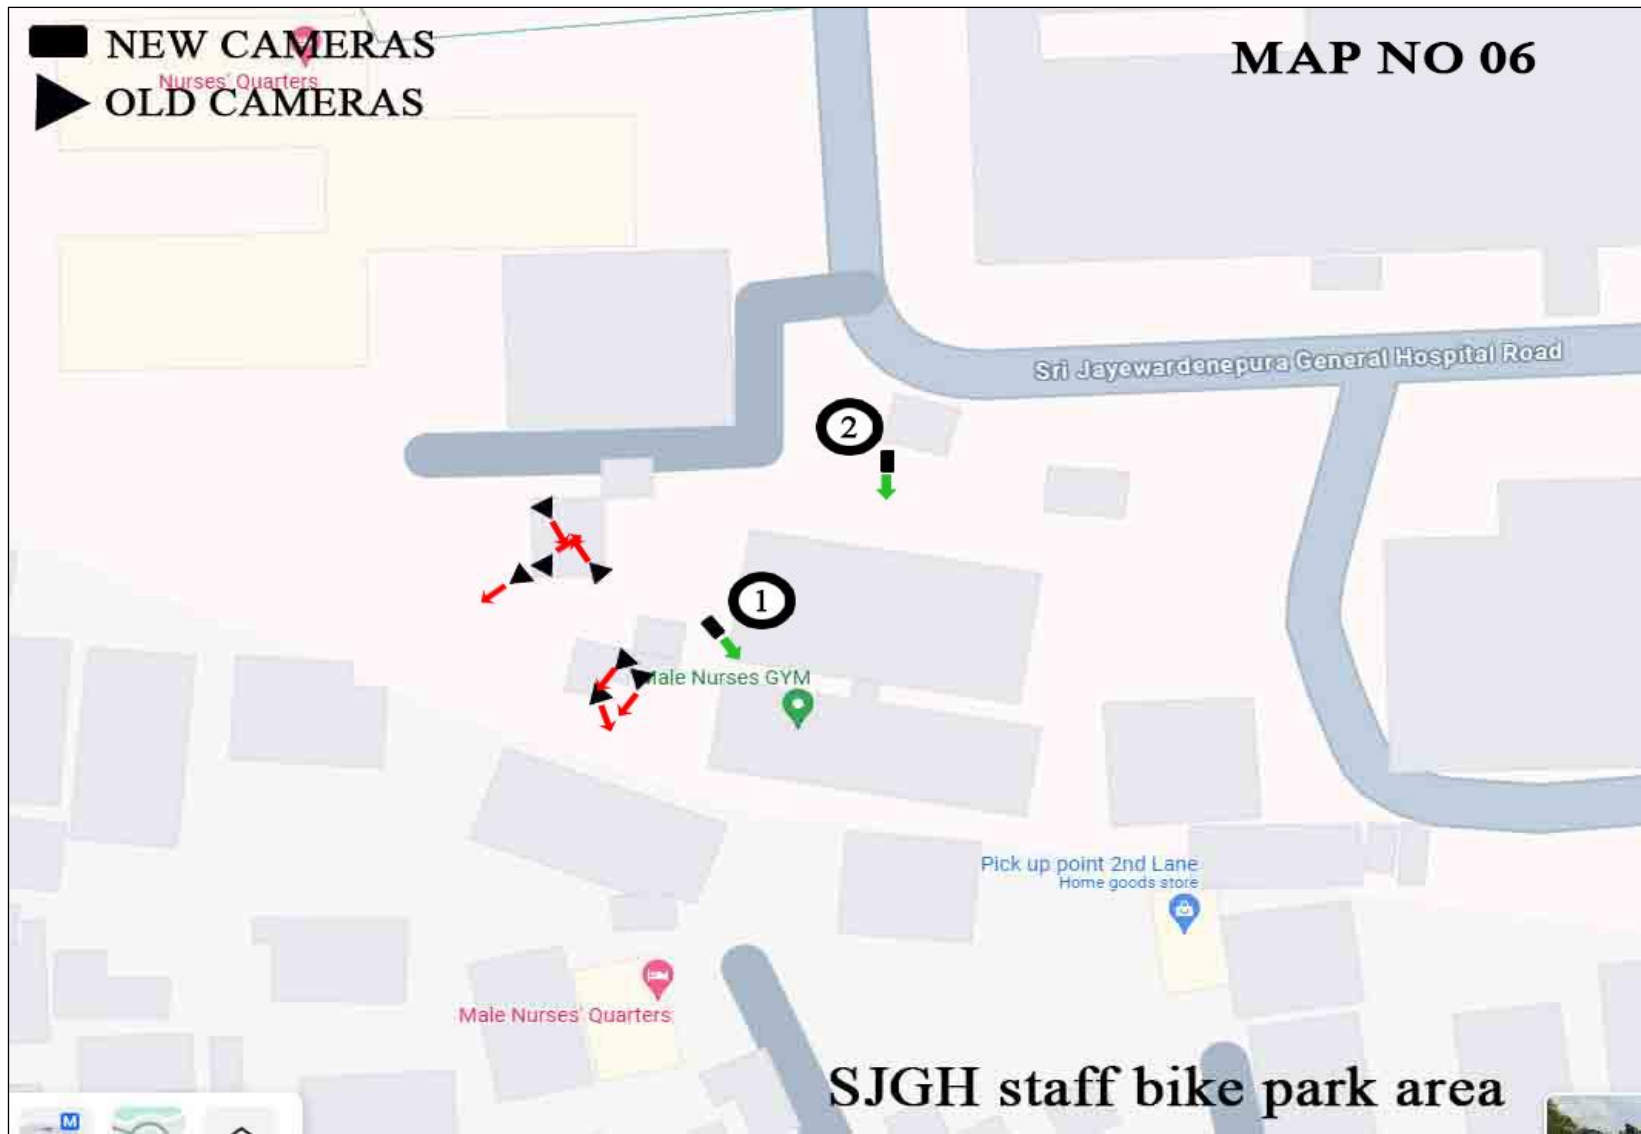 NEW CAMERAS
MAP NO 06
Nurses' Quarters
OLD CAMERAS
Sri Jayewardenepura General Hospital Road
2
1
Male Nurses GYM
Pick up point 2nd Lane
Home goods store
Male Nurses' Quarters
SJGH staff bike park area
M